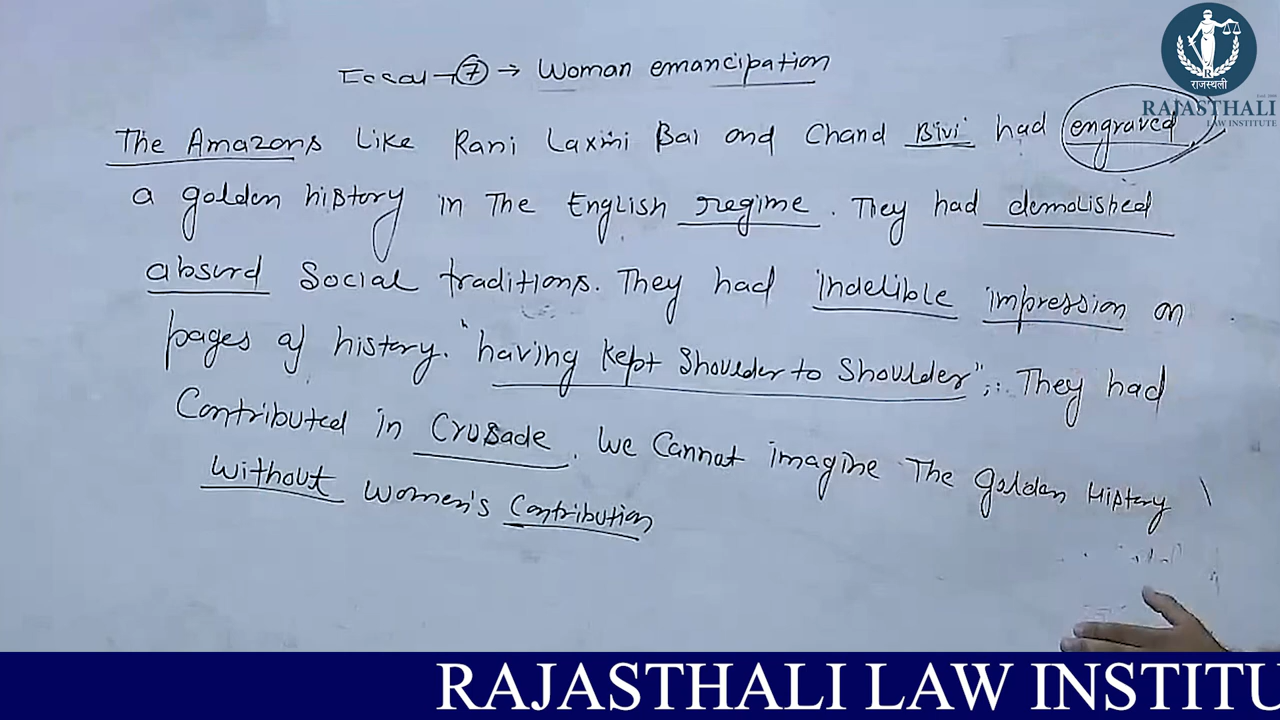 राजस्थली
RAJASTHALI
LAW INSTITUTE
Essay → 7 → Woman emancipation
The Amazons Like Rani Laxmi Bai and Chand Bivi had engraved
a golden history in The English regime. They had demolished
absurd Social traditions. They had indelible impression on
pages of history. "having Kept Shoulder to Shoulder", They had
Contributed in Crusade. We Cannot imagine The golden History
without women's Contribution
RAJASTHALI LAW INSTITU